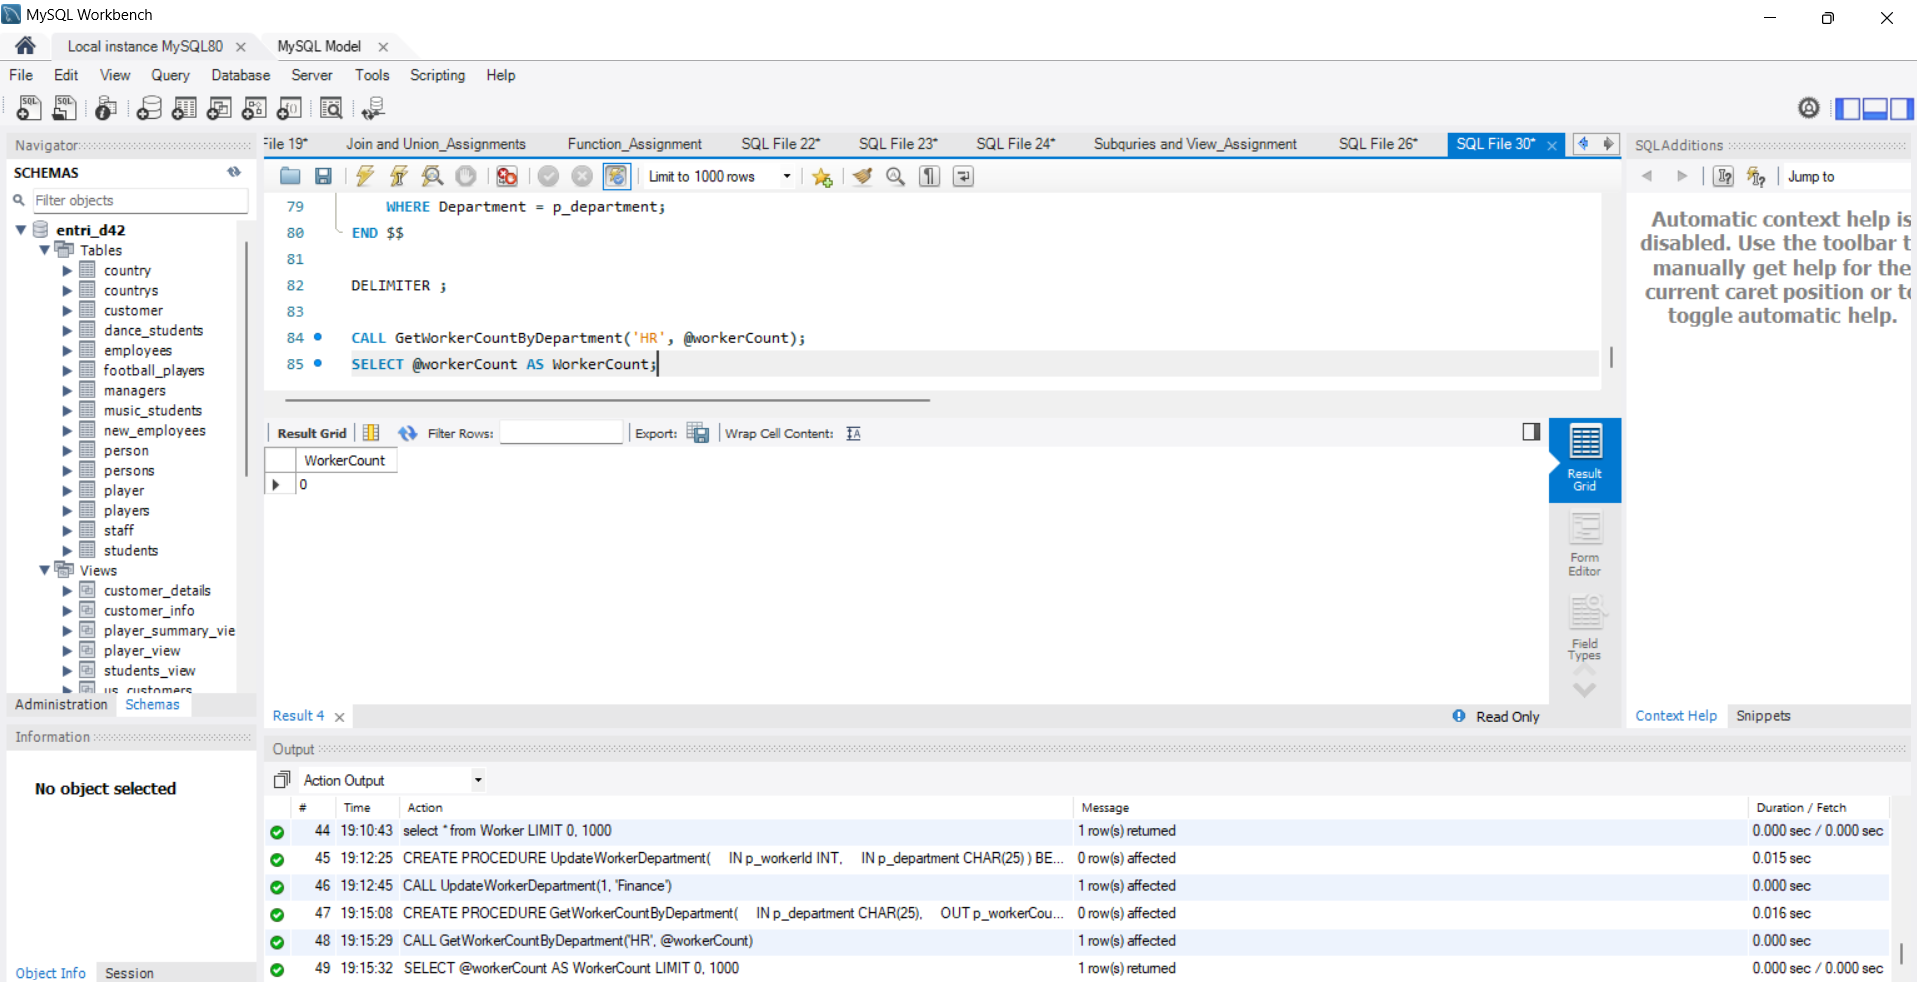 MySQL Workbench
Local instance MySQL80
MySQL Model
File Edit View Query Database Server Tools Scripting Help
Navigator
SCHEMAS
Filter objects
entri_d42
Tables
country
countrys
customer
dance_students
employees
football_players
managers
music_students
new_employees
person
persons
player
players
staff
students
Views
customer_details
customer_info
player_summary_vie
player_view
students_view
us_customers
Administration Schemas
Information
No object selected
Object Info Session
File 19* Join and Union_Assignments Function_Assignment SQL File 22* SQL File 23* SQL File 24* Subquries and View_Assignment SQL File 26* SQL File 30*
Limit to 1000 rows
79 WHERE Department = p_department;
80 END $$
81
82 DELIMITER ;
83
84 CALL GetWorkerCountByDepartment('HR', @workerCount);
85 SELECT @workerCount AS WorkerCount;
Result Grid Filter Rows: Export: Wrap Cell Content:
WorkerCount
0
Result Grid
Form Editor
Field Types
Result 4
Read Only
SQLAdditions
Jump to
Automatic context help is
disabled. Use the toolbar t
manually get help for the
current caret position or to
toggle automatic help.
Context Help Snippets
Output
Action Output
# Time Action Message Duration / Fetch
44 19:10:43 select * from Worker LIMIT 0, 1000 1 row(s) returned 0.000 sec / 0.000 sec
45 19:12:25 CREATE PROCEDURE UpdateWorkerDepartment( IN p_workerId INT, IN p_department CHAR(25) ) BE... 0 row(s) affected 0.015 sec
46 19:12:45 CALL UpdateWorkerDepartment(1, 'Finance') 1 row(s) affected 0.000 sec
47 19:15:08 CREATE PROCEDURE GetWorkerCountByDepartment( IN p_department CHAR(25), OUT p_workerCou... 0 row(s) affected 0.016 sec
48 19:15:29 CALL GetWorkerCountByDepartment('HR', @workerCount) 1 row(s) affected 0.000 sec
49 19:15:32 SELECT @workerCount AS WorkerCount LIMIT 0, 1000 1 row(s) returned 0.000 sec / 0.000 sec